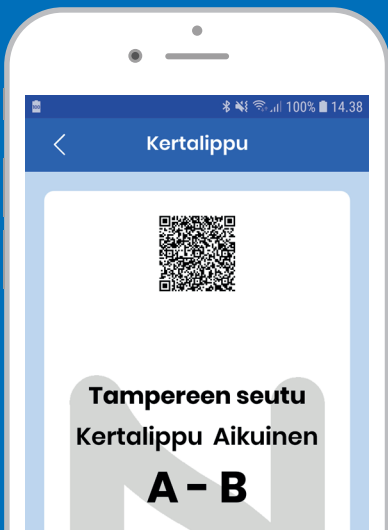 100% 14.38
Kertalippu
Tampereen seutu
Kertalippu Aikuinen
A - B